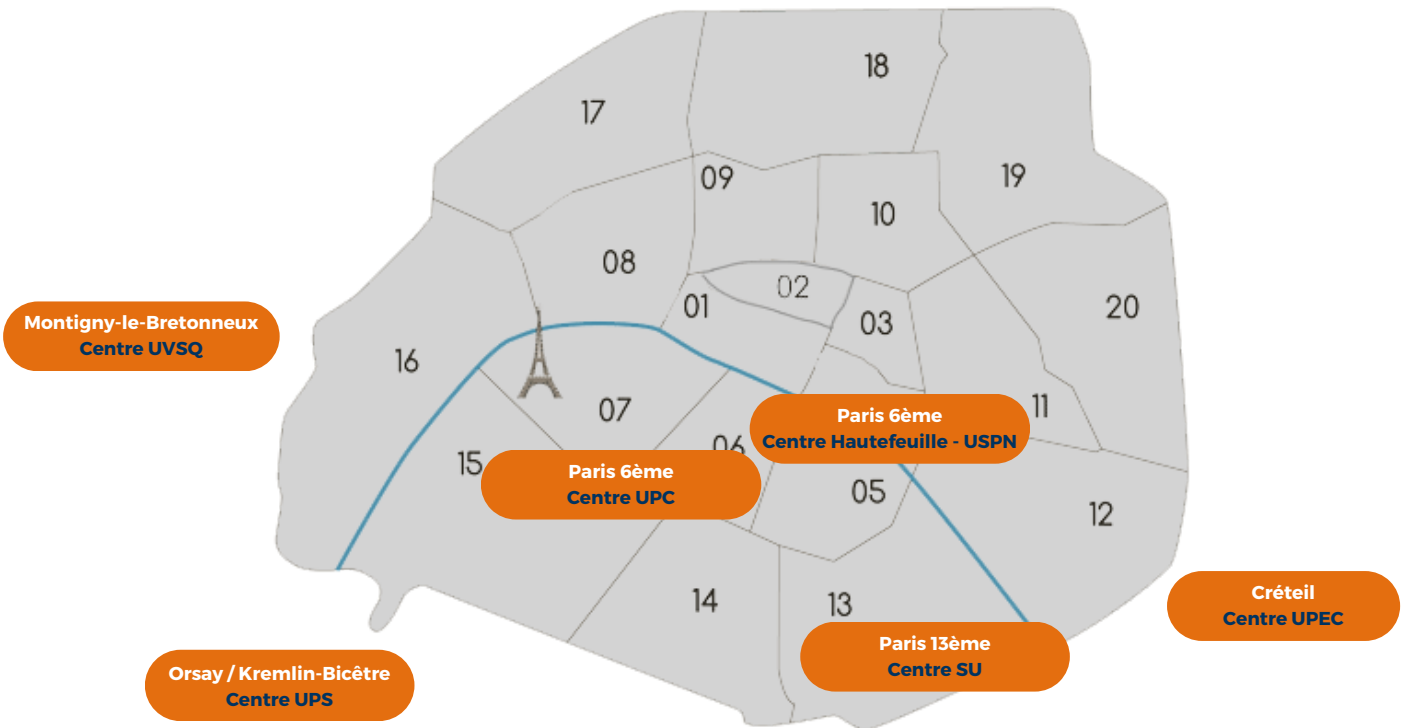 18
17
09
19
10
08
02
01
20
03
Montigny-le-Bretonneux
Centre UVSQ
16
07
11
Paris 6ème
Centre Hautefeuille - USPN
06
15
Paris 6ème
Centre UPC
05
12
14
13
Créteil
Centre UPEC
Paris 13ème
Centre SU
Orsay / Kremlin-Bicêtre
Centre UPS